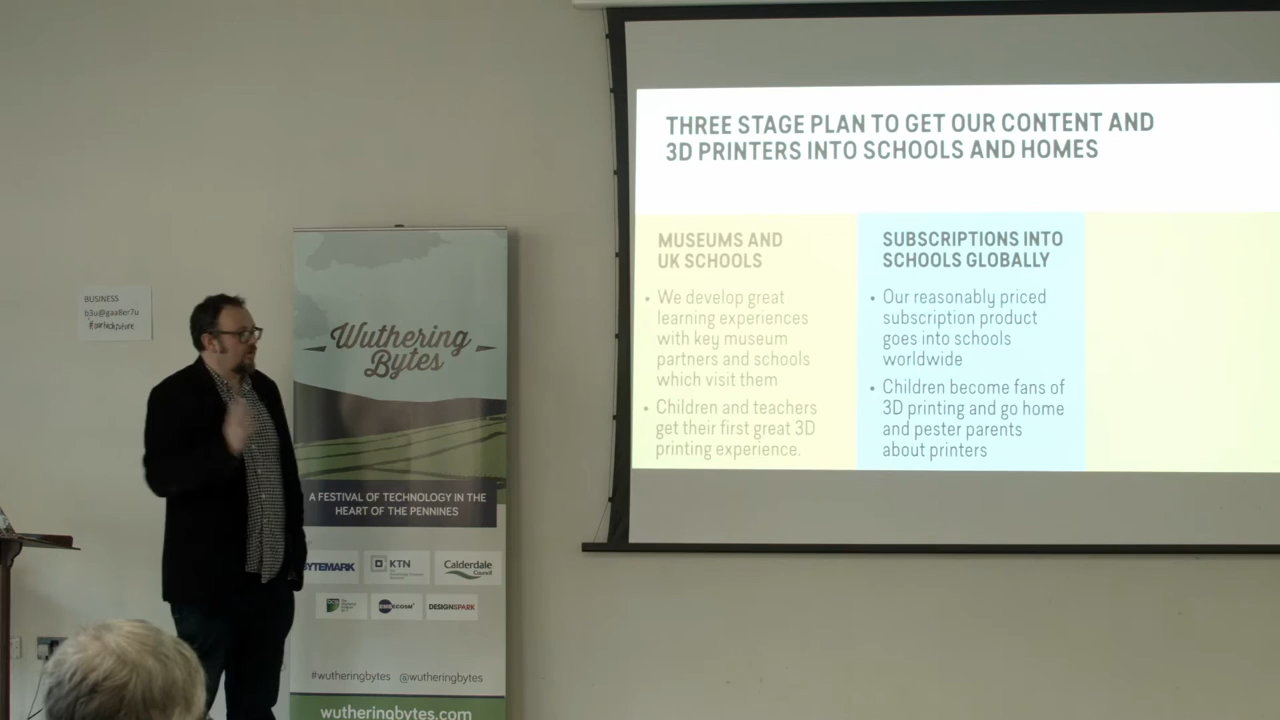 THREE STAGE PLAN TO GET OUR CONTENT AND
3D PRINTERS INTO SCHOOLS AND HOMES
MUSEUMS AND
UK SCHOOLS
• We develop great
learning experiences
with key museum
partners and schools
which visit them
• Children and teachers
get their first great 3D
printing experience.
SUBSCRIPTIONS INTO
SCHOOLS GLOBALLY
• Our reasonably priced
subscription product
goes into schools
worldwide
• Children become fans of
3D printing and go home
and pester parents
about printers
BUSINESS
Wuthering
Bytes
A FESTIVAL OF TECHNOLOGY IN THE
HEART OF THE PENNINES
BYTEMARK
KTN
Calderdale
Council
EMBECOSM
DESIGNSPARK
#wutheringbytes @wutheringbytes
wutheringbytes.com